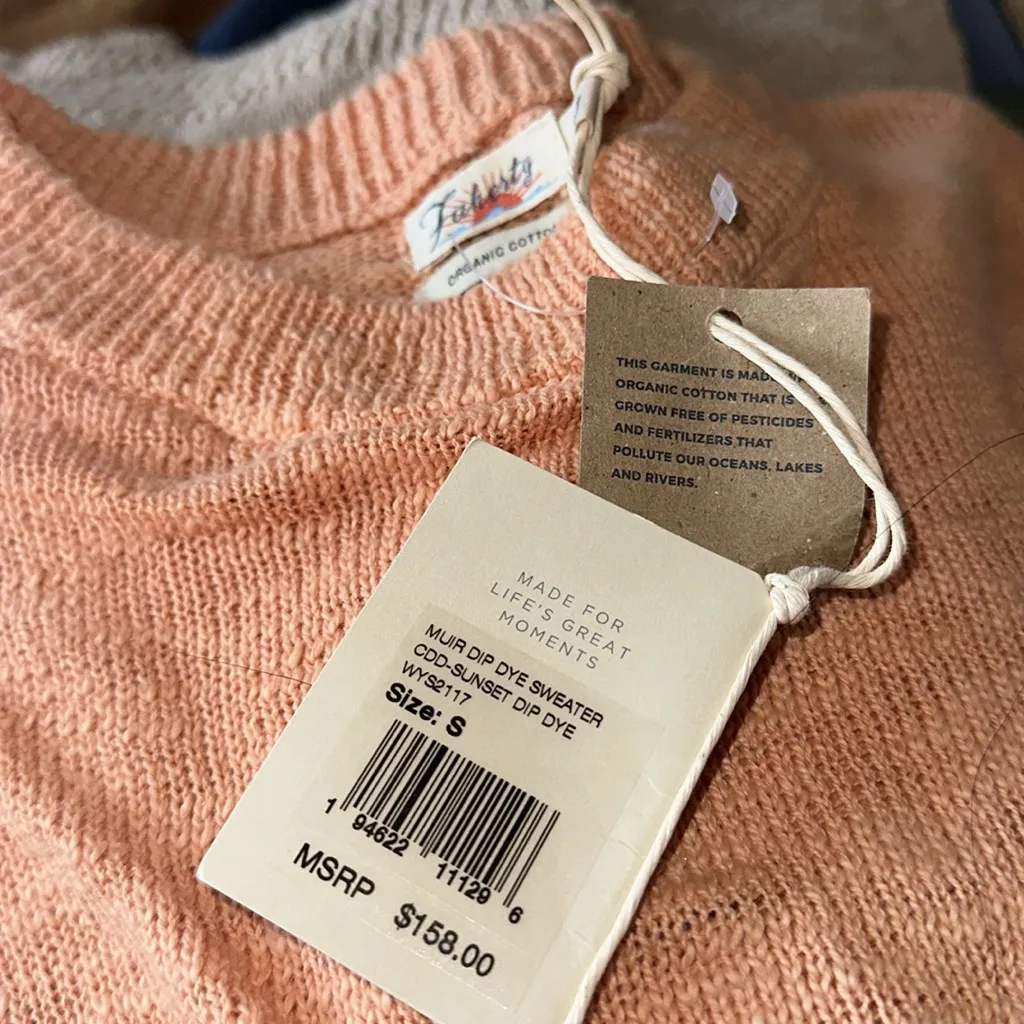 Faherty
ORGANIC COTTON
THIS GARMENT IS MADE OF
ORGANIC COTTON THAT IS
GROWN FREE OF PESTICIDES
AND FERTILIZERS THAT
POLLUTE OUR OCEANS, LAKES
AND RIVERS.
MADE FOR
LIFE'S GREAT
MOMENTS
MUIR DIP DYE SWEATER
CDD-SUNSET DIP DYE
WYS2117
Size: S
1 94622 11129 6
MSRP $158.00